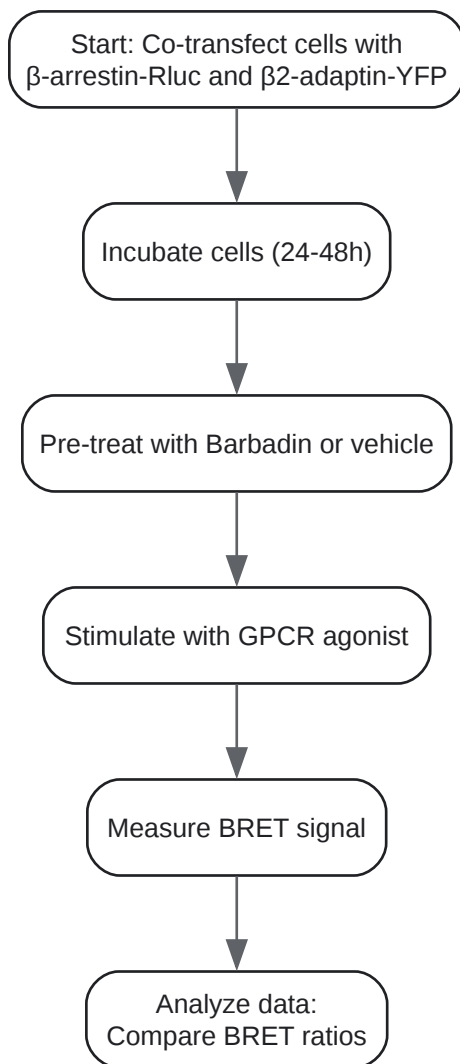 Start: Co-transfect cells with
β-arrestin-Rluc and β2-adaptin-YFP
Incubate cells (24-48h)
Pre-treat with Barbadin or vehicle
Stimulate with GPCR agonist
Measure BRET signal
Analyze data:
Compare BRET ratios